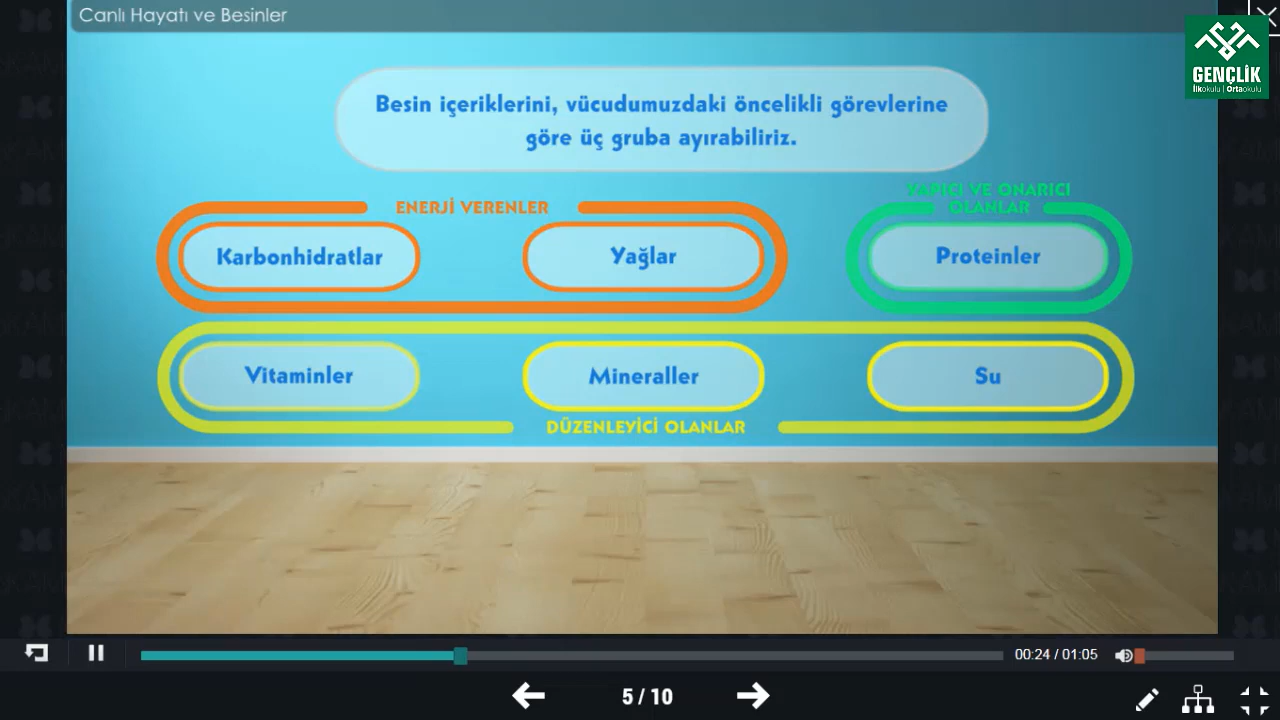 Canlı Hayatı ve Besinler
GENÇLİK
İlkokulu | Ortaokulu
Besin içeriklerini, vücudumuzdaki öncelikli görevlerine
göre üç gruba ayırabiliriz.
ENERJİ VERENLER
YAPICI VE ONARICI
OLANLAR
Karbonhidratlar
Yağlar
Proteinler
Vitaminler
Mineraller
Su
DÜZENLEYİCİ OLANLAR
00:24 / 01:05
5 / 10